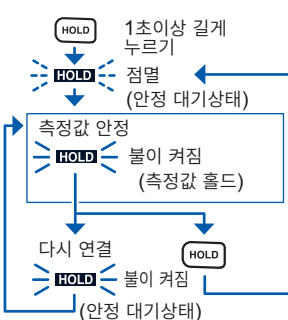 HOLD
1초이상 길게
누르기
HOLD 점멸
(안정 대기상태)
측정값 안정
HOLD 불이 켜짐
(측정값 홀드)
다시 연결
HOLD
HOLD 불이 켜짐
(안정 대기상태)